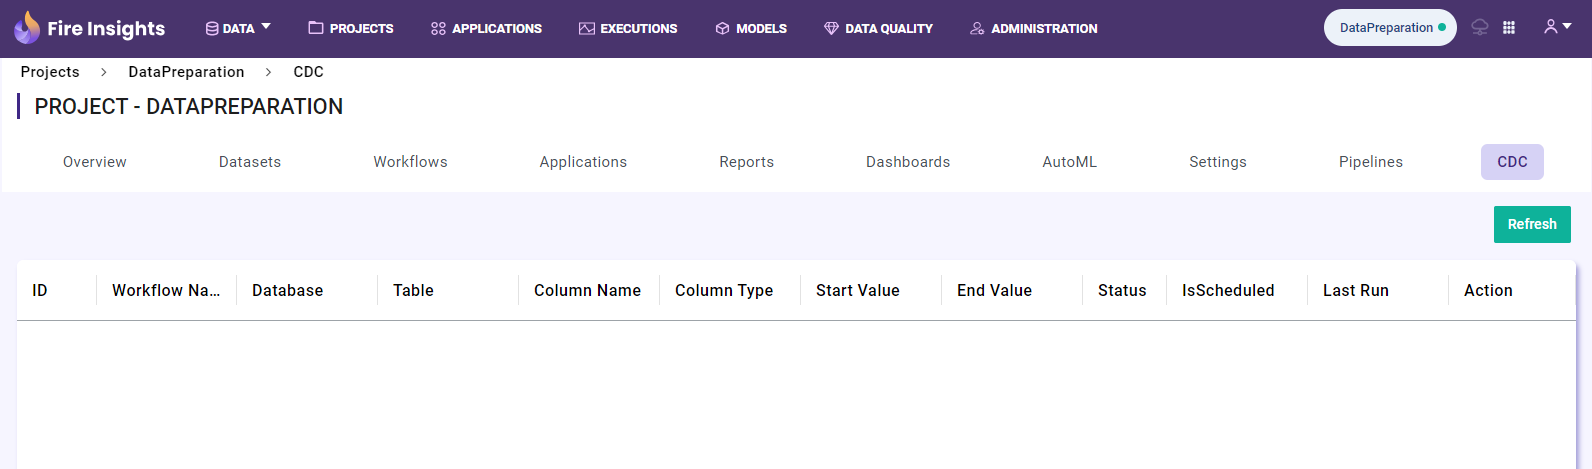 Fire Insights DATA PROJECTS APPLICATIONS EXECUTIONS MODELS DATA QUALITY ADMINISTRATION DataPreparation
Projects > DataPreparation > CDC
PROJECT - DATAPREPARATION
Overview Datasets Workflows Applications Reports Dashboards AutoML Settings Pipelines CDC
Refresh
ID Workflow Na... Database Table Column Name Column Type Start Value End Value Status IsScheduled Last Run Action